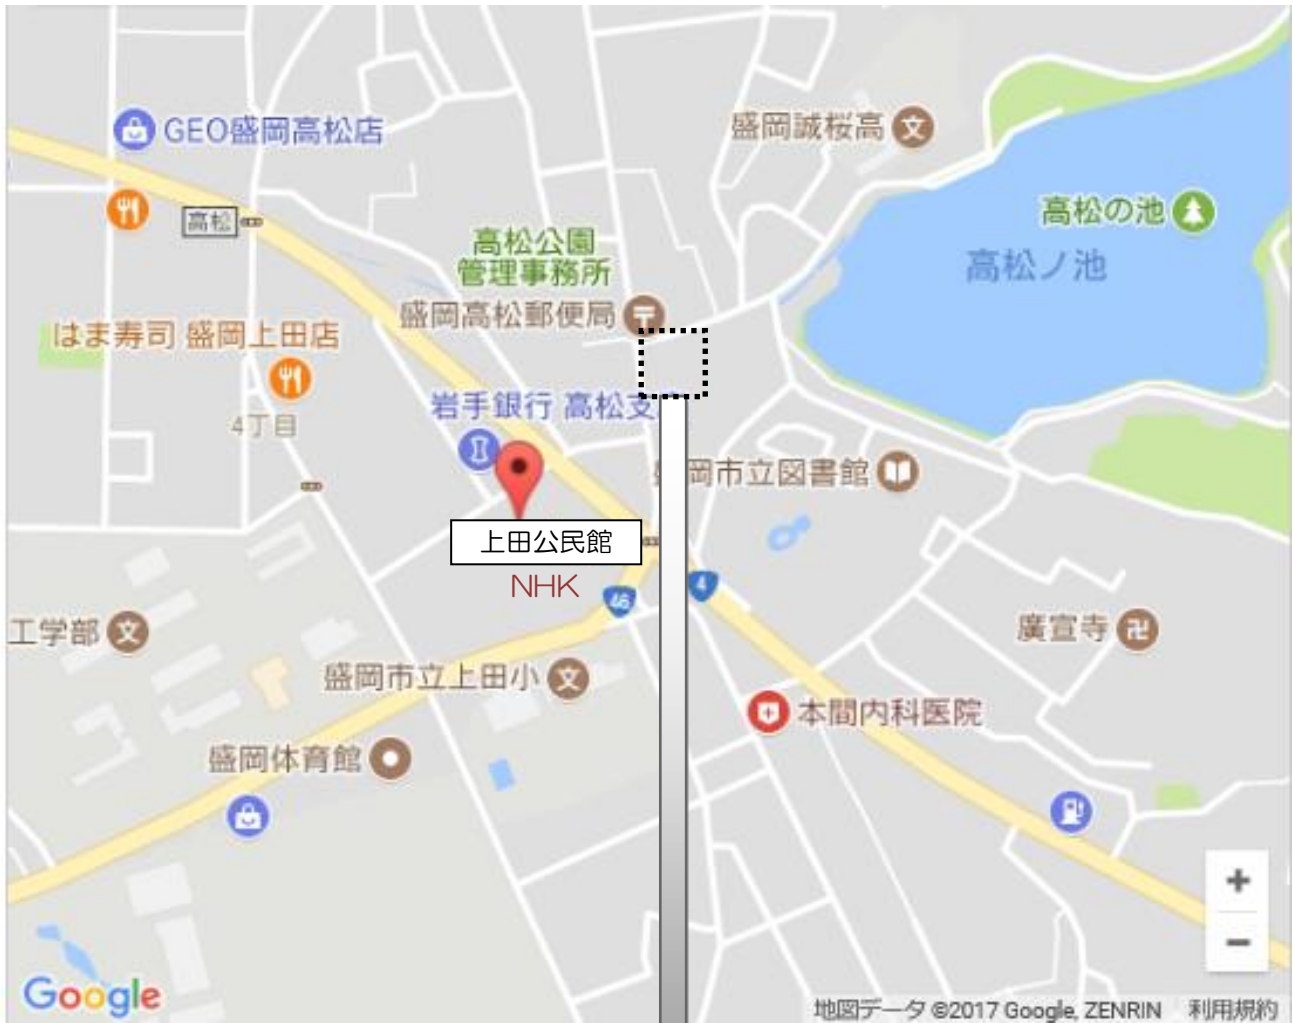 GEO盛岡高松店
盛岡誠桜高
文
高松
高松の池
高松ノ池
高松公園
管理事務所
盛岡高松郵便局
はま寿司 盛岡上田店
岩手銀行 高松支
4丁目
岡市立図書館
上田公民館
NHK
46
4
工学部
文
廣宣寺
盛岡市立上田小
文
本間内科医院
盛岡体育館
Google
地図データ ©2017 Google, ZENRIN 利用規約